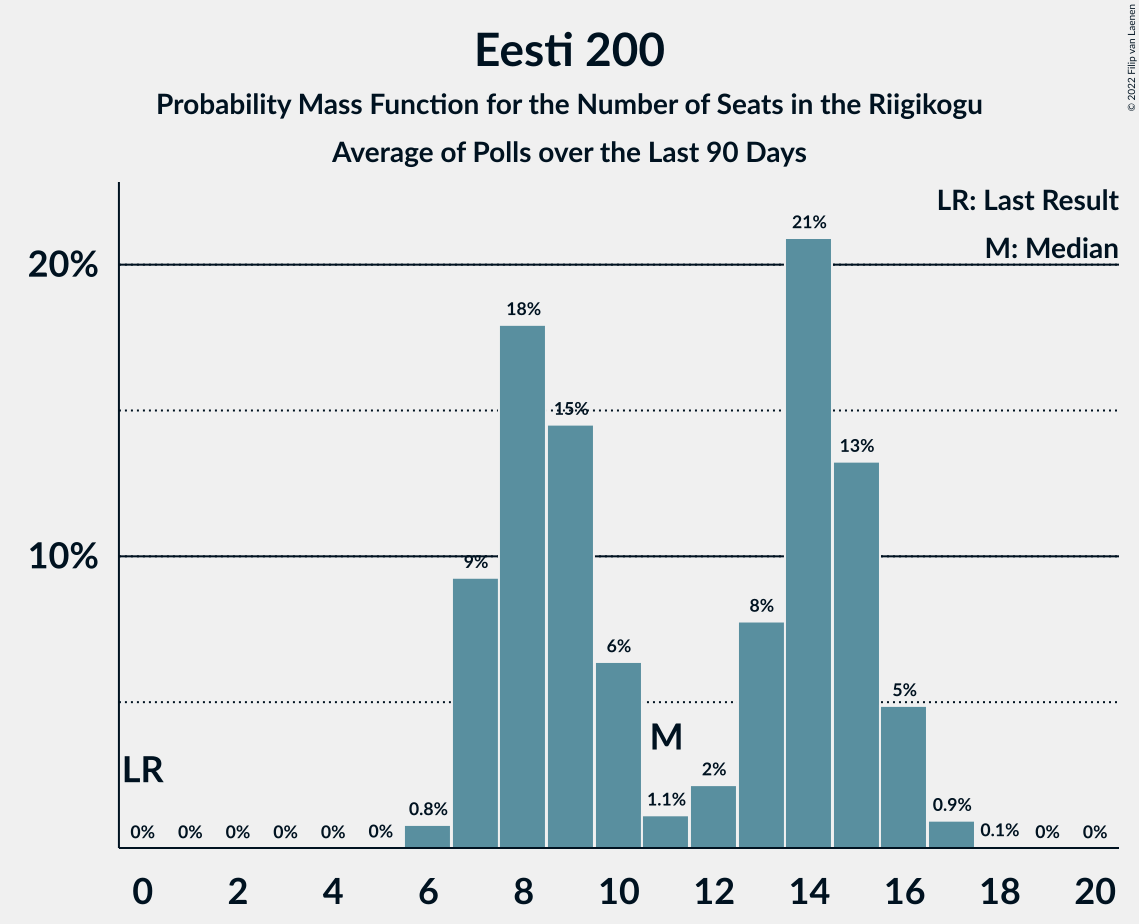 Eesti 200
Probability Mass Function for the Number of Seats in the Riigikogu
Average of Polls over the Last 90 Days
© 2022 Filip van Laenen
LR: Last Result
M: Median
20%
10%
LR
M
0%
0%
0%
0%
0%
0%
0.8%
9%
18%
15%
6%
1.1%
2%
8%
21%
13%
5%
0.9%
0.1%
0%
0%
0 2 4 6 8 10 12 14 16 18 20